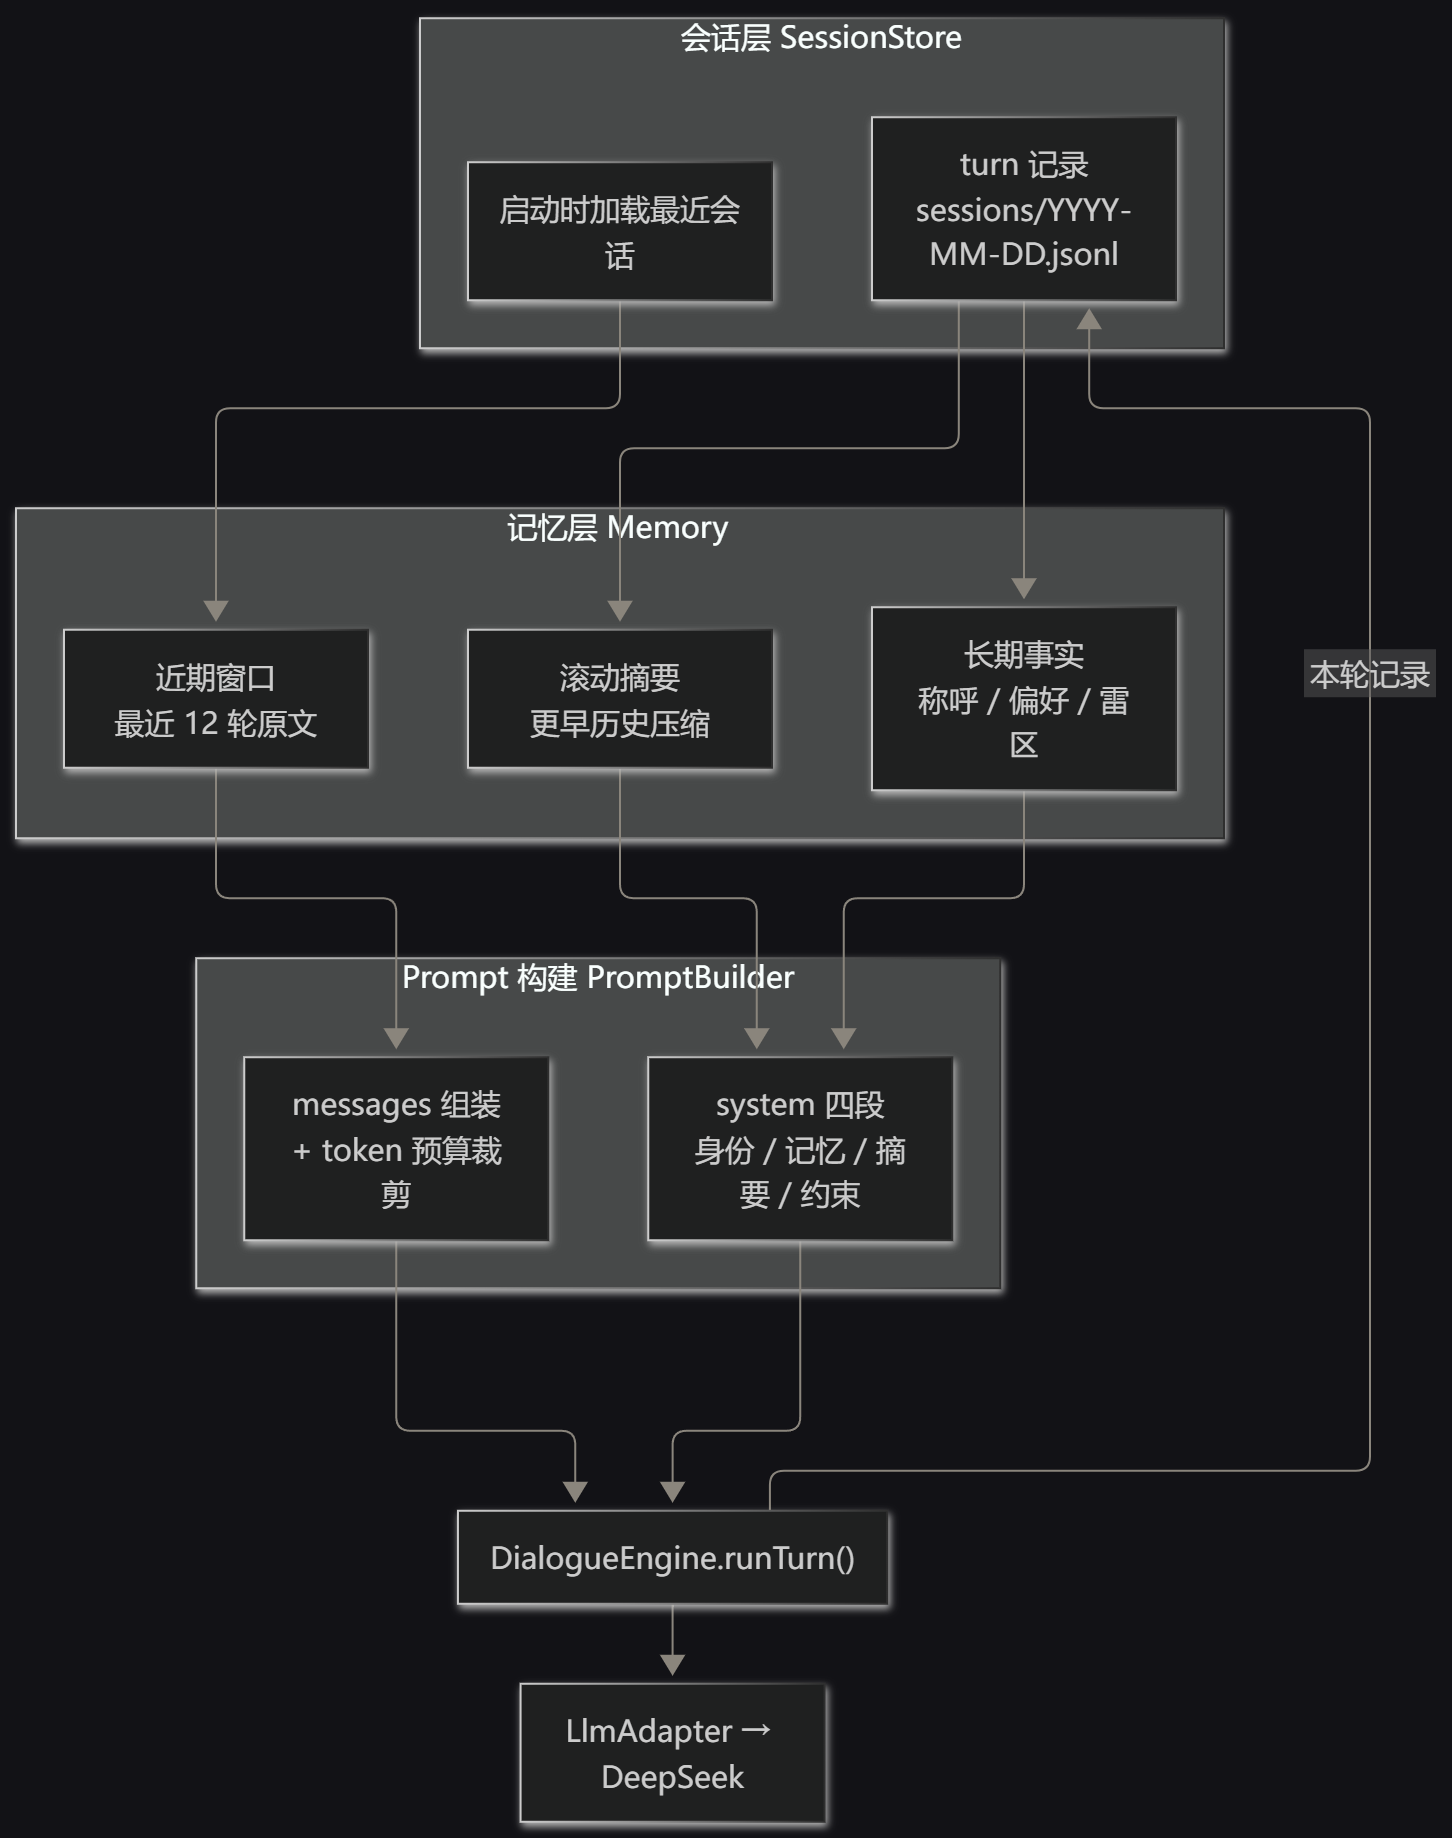 会话层 SessionStore
启动时加载最近会
话
turn 记录
sessions/YYYY-
MM-DD.jsonl
记忆层 Memory
近期窗口
最近 12 轮原文
滚动摘要
更早历史压缩
长期事实
称呼 / 偏好 / 雷
区
本轮记录
Prompt 构建 PromptBuilder
messages 组装
+ token 预算裁
剪
system 四段
身份 / 记忆 / 摘
要 / 约束
DialogueEngine.runTurn()
LlmAdapter →
DeepSeek